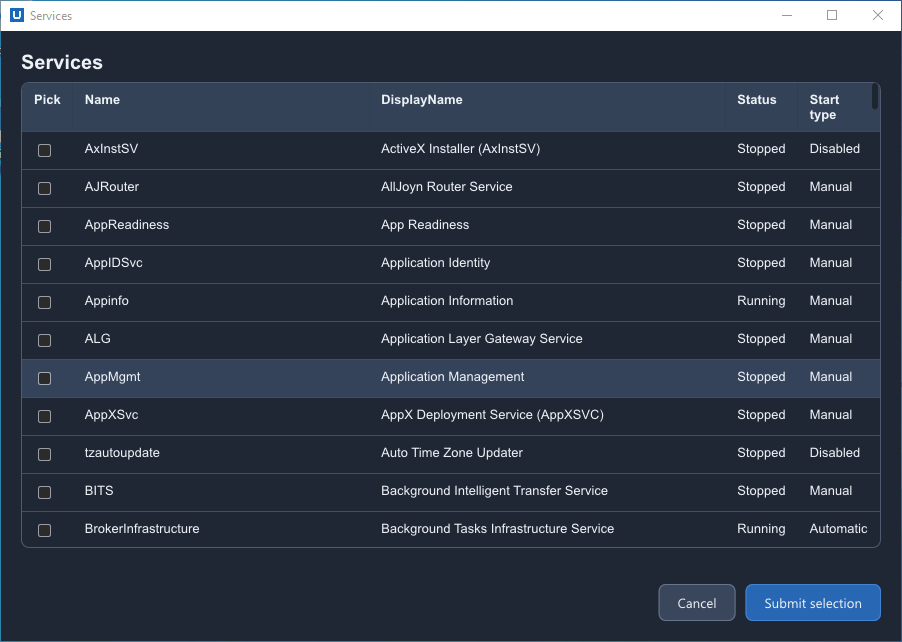 U Services
Services
Pick Name DisplayName Status Start type
AxInstSV ActiveX Installer (AxInstSV) Stopped Disabled
AJRouter AllJoyn Router Service Stopped Manual
AppReadiness App Readiness Stopped Manual
AppIDSvc Application Identity Stopped Manual
Appinfo Application Information Running Manual
ALG Application Layer Gateway Service Stopped Manual
AppMgmt Application Management Stopped Manual
AppXSvc AppX Deployment Service (AppXSVC) Stopped Manual
tzautoupdate Auto Time Zone Updater Stopped Disabled
BITS Background Intelligent Transfer Service Stopped Manual
BrokerInfrastructure Background Tasks Infrastructure Service Running Automatic
Cancel Submit selection